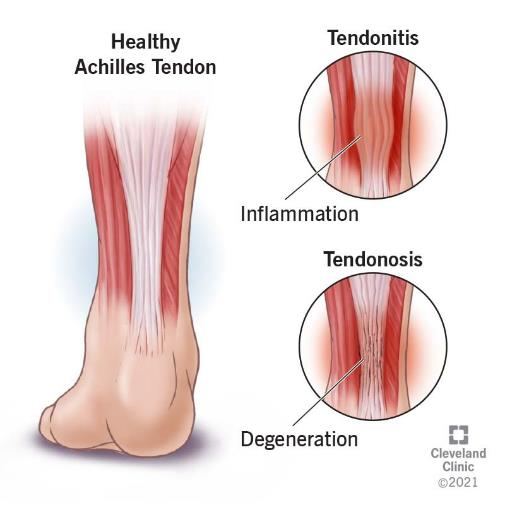 Healthy
Achilles Tendon
Tendonitis
Inflammation
Tendonosis
Degeneration
Cleveland
Clinic
©2021